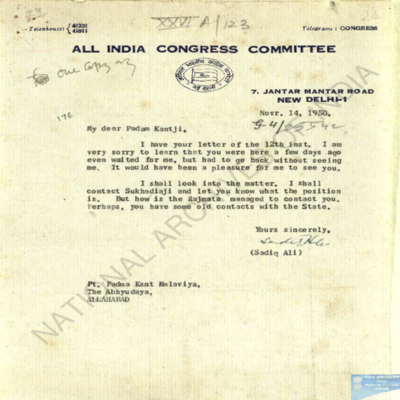 XXVI A/123
Telephones: 40320
Telegrams: CONGRESS
ALL INDIA CONGRESS COMMITTEE
7. JANTAR MANTAR ROAD
NEW DELHI-1
Novr. 14, 1958.
176
My dear Padam Kantji,
I have your letter of the 12th inst. I am
very sorry to learn that you were here a few days ago
even waited for me, but had to go back without seeing
me. It would have been a pleasure for me to see you.
I shall look into the matter. I shall
contact Sukhadiaji and let you know what the position
is. But how is the Rajmata managed to contact you.
Perhaps, you have some old contacts with the State.
Yours sincerely,
(Sadiq Ali)
Pt. Padma Kant Malaviya,
The Abhyudaya,
ALLAHABAD
NATIONAL ARCHIVES OF INDIA